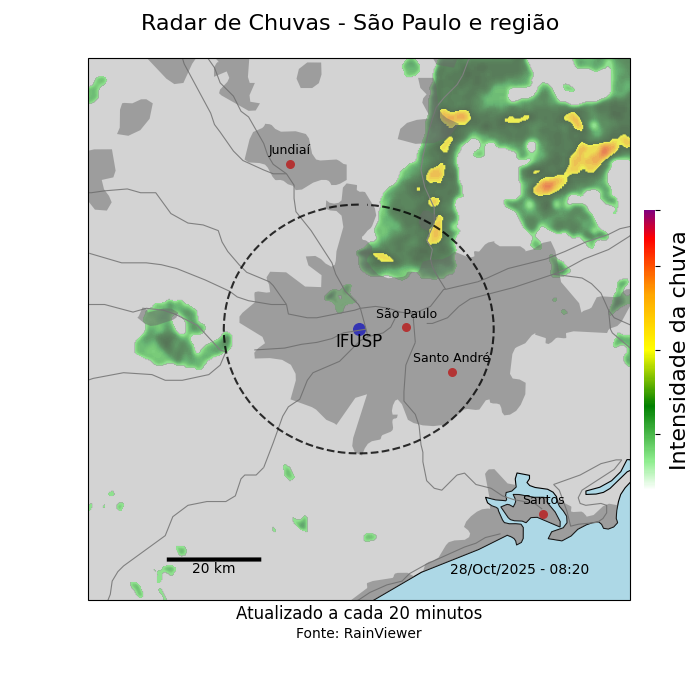 Radar de Chuvas - São Paulo e região
Jundiaí
São Paulo
IFUSP
Santo André
Santos
20 km
28/Oct/2025 - 08:20
Intensidade da chuva
Atualizado a cada 20 minutos
Fonte: RainViewer